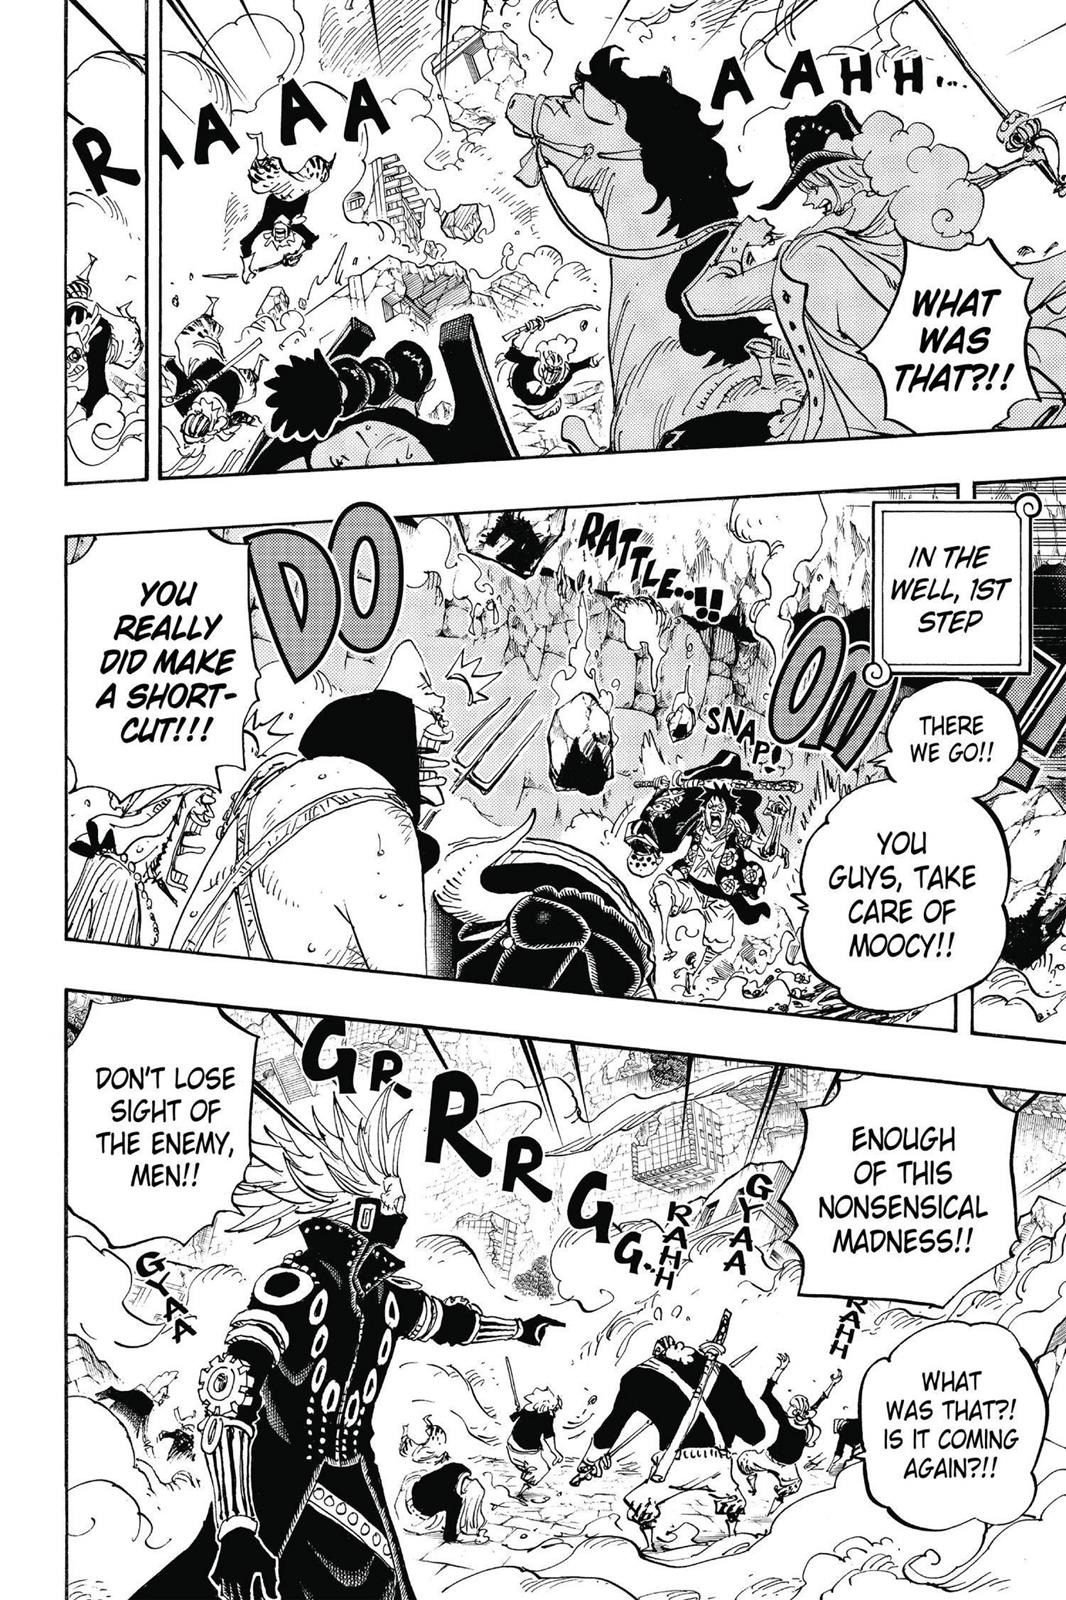 AAHH...
RAAAA
WHAT
WAS
THAT?!!
IN THE
WELL, 1ST
STEP
THERE
WE GO!!
YOU
GUYS, TAKE
CARE OF
MOOCY!!
RATTLE..!!
SNAP!
DO
OM
YOU
REALLY
DID MAKE
A SHORT-
CUT!!!
ENOUGH
OF THIS
NONSENSICAL
MADNESS!!
WHAT
WAS THAT?!
IS IT COMING
AGAIN?!!
RAHH
GYAA
RAHH
GRRRRGGG..
DON'T LOSE
SIGHT OF
THE ENEMY,
MEN!!
GYAA